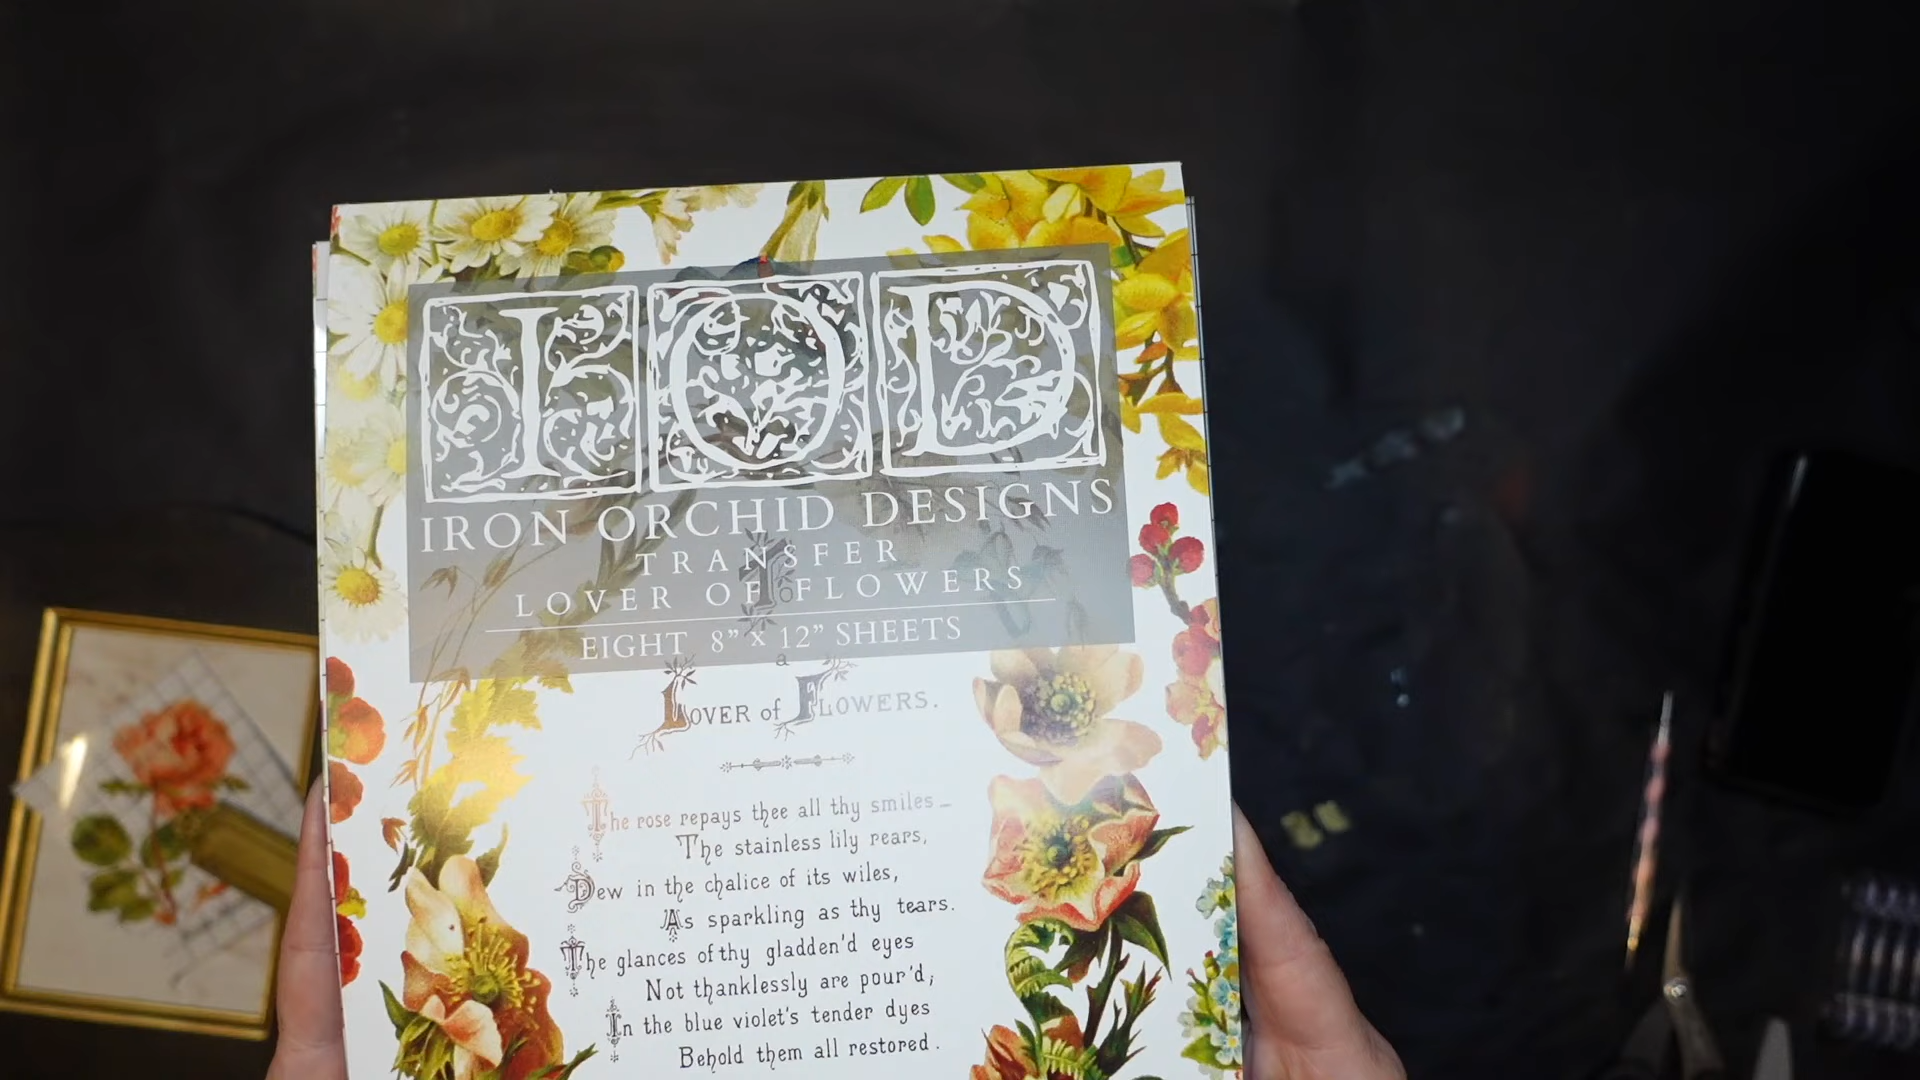 IOD
IRON ORCHID DESIGNS
TRANSFER
LOVER OF FLOWERS
EIGHT 8” X 12” SHEETS
To
a
LOVER of FLOWERS.
The rose repays thee all thy smiles—
The stainless lily rears,
Dew in the chalice of its wiles,
As sparkling as thy tears.
The glances of thy gladden'd eyes
Not thanklessly are pour'd;
In the blue violet's tender dyes
Behold them all restored.